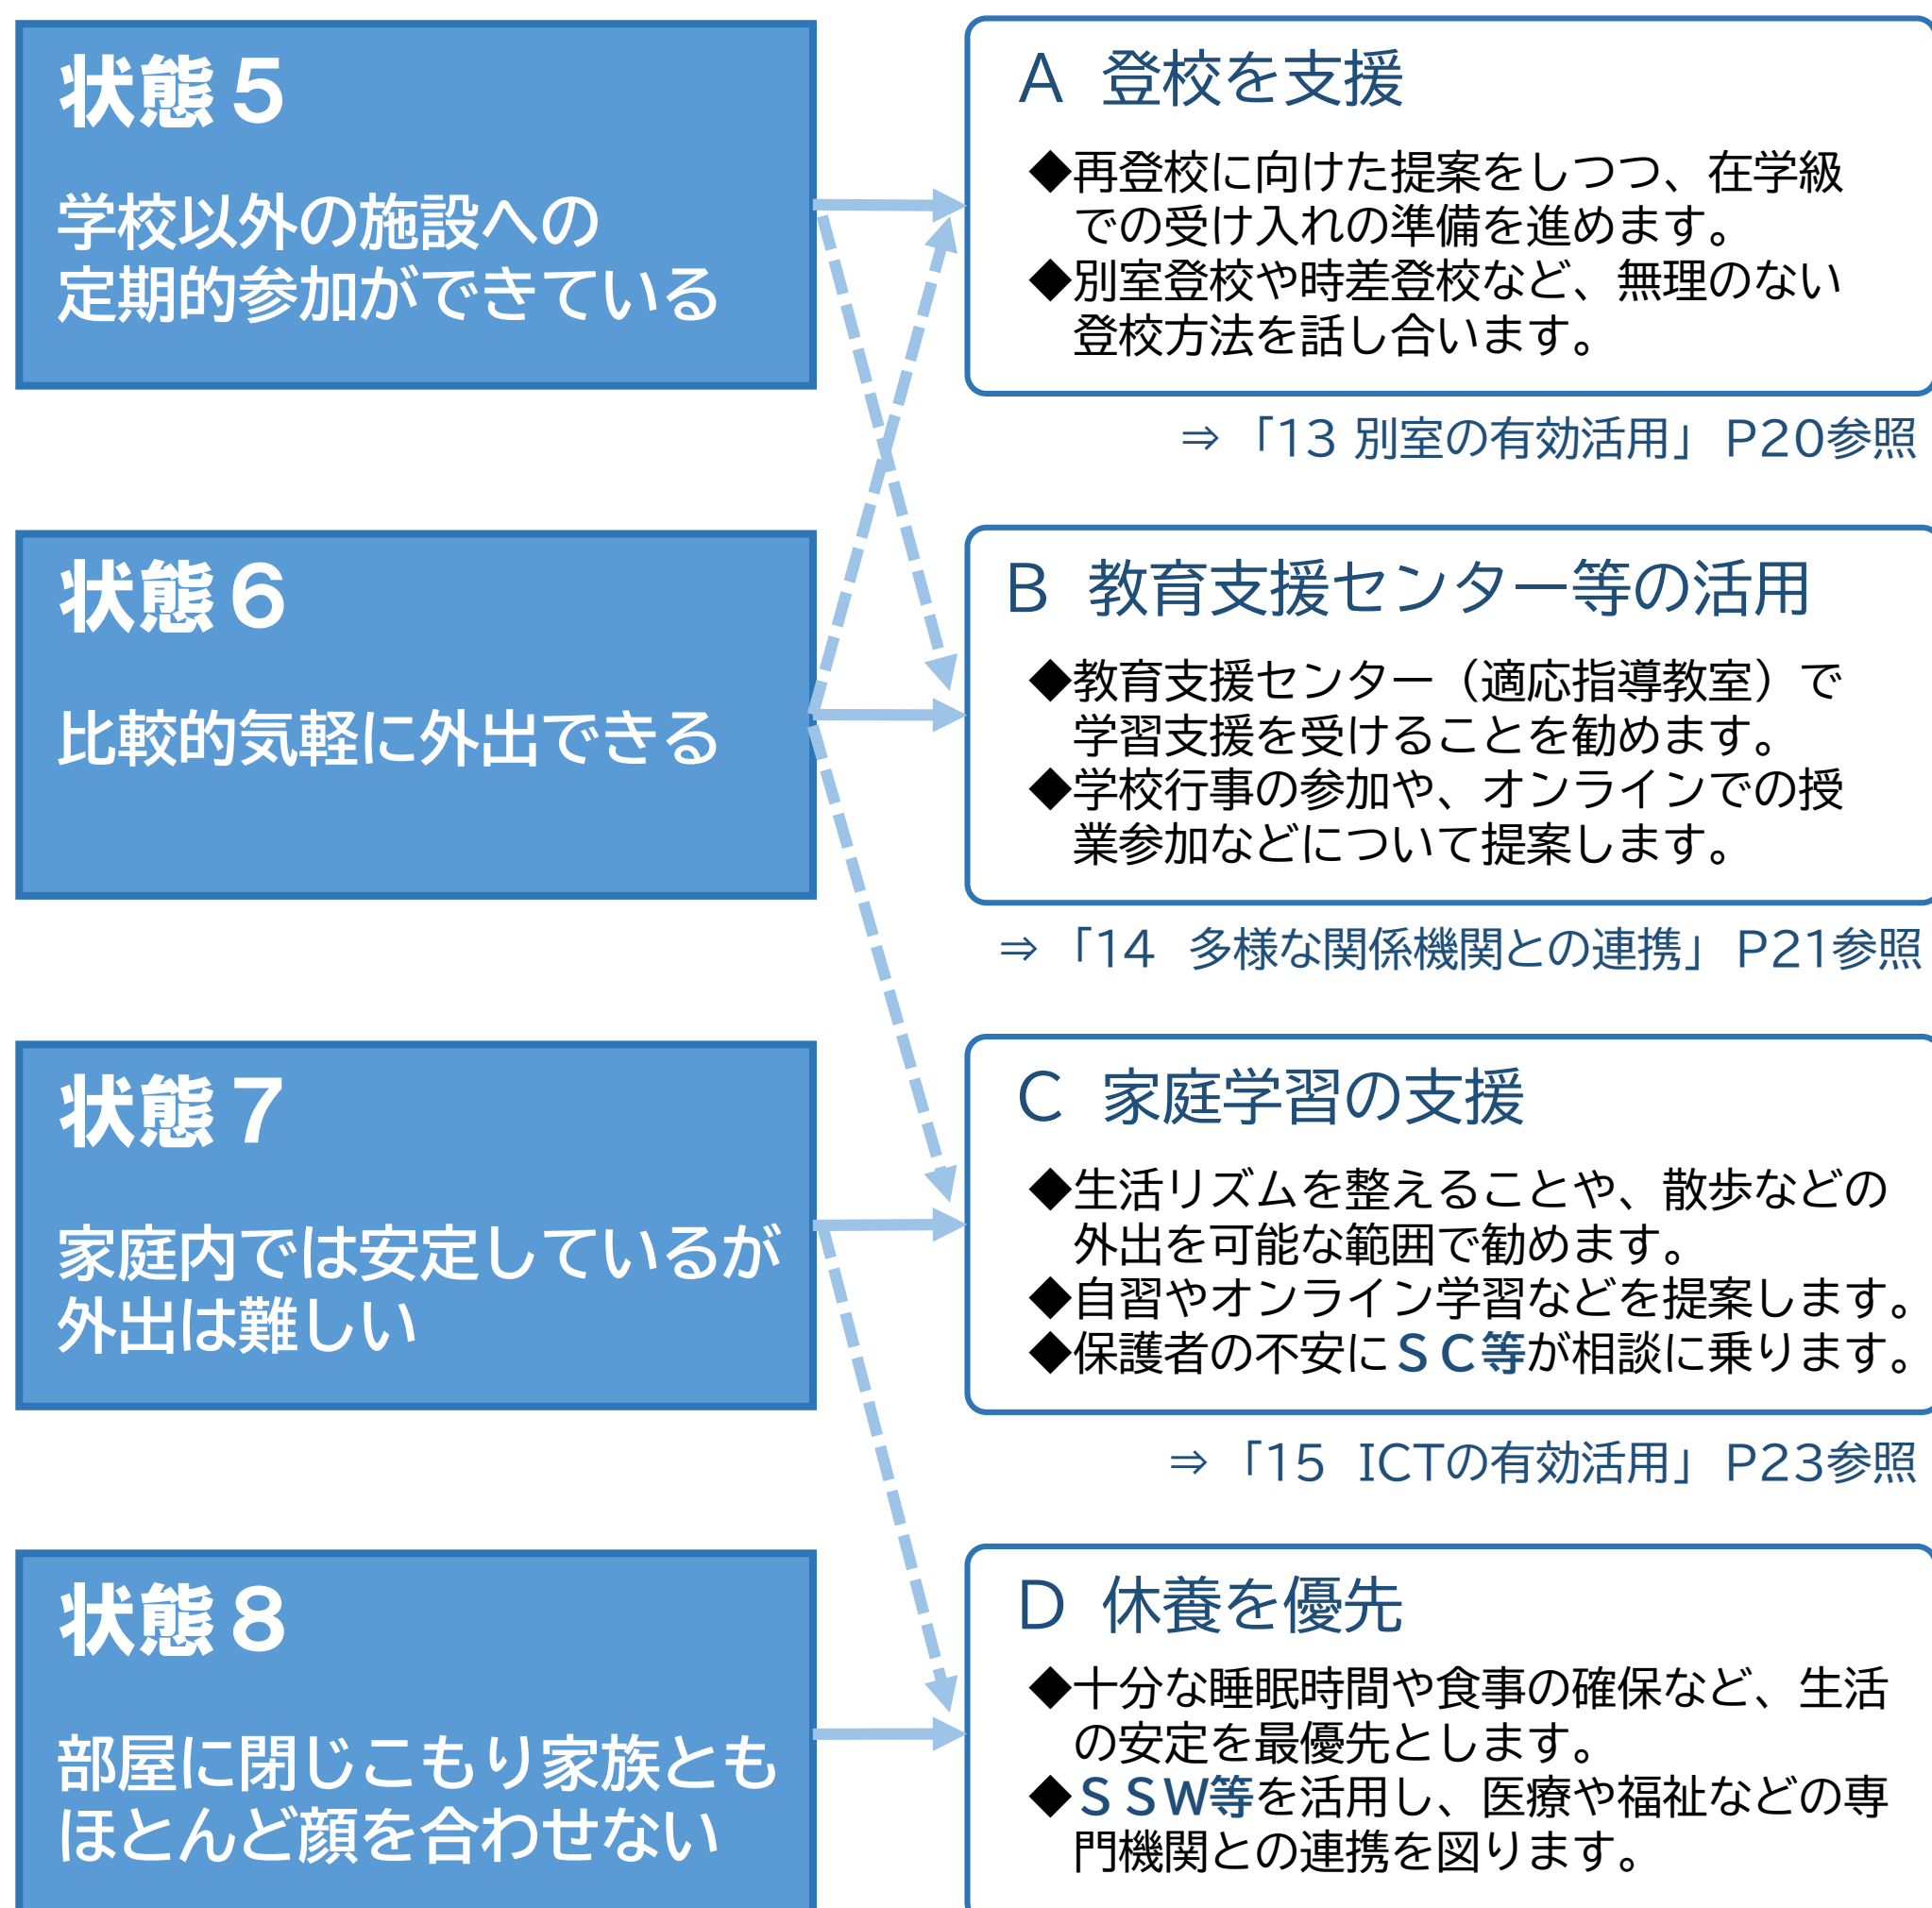 状態５
学校以外の施設への
定期的参加ができている
A 登校を支援
◆再登校に向けた提案をしつつ、在学級
での受け入れの準備を進めます。
◆別室登校や時差登校など、無理のない
登校方法を話し合います。
⇒「13 別室の有効活用」P20参照
状態６
比較的気軽に外出できる
B 教育支援センター等の活用
◆教育支援センター（適応指導教室）で
学習支援を受けることを勧めます。
◆学校行事の参加や、オンラインでの授
業参加などについて提案します。
⇒「14 多様な関係機関との連携」P21参照
状態７
家庭内では安定しているが
外出は難しい
C 家庭学習の支援
◆生活リズムを整えることや、散歩などの
外出を可能な範囲で勧めます。
◆自習やオンライン学習などを提案します。
◆保護者の不安にＳＣ等が相談に乗ります。
⇒「15 ICTの有効活用」P23参照
状態８
部屋に閉じこもり家族とも
ほとんど顔を合わせない
D 休養を優先
◆十分な睡眠時間や食事の確保など、生活
の安定を最優先とします。
◆ＳＳＷ等を活用し、医療や福祉などの専
門機関との連携を図ります。